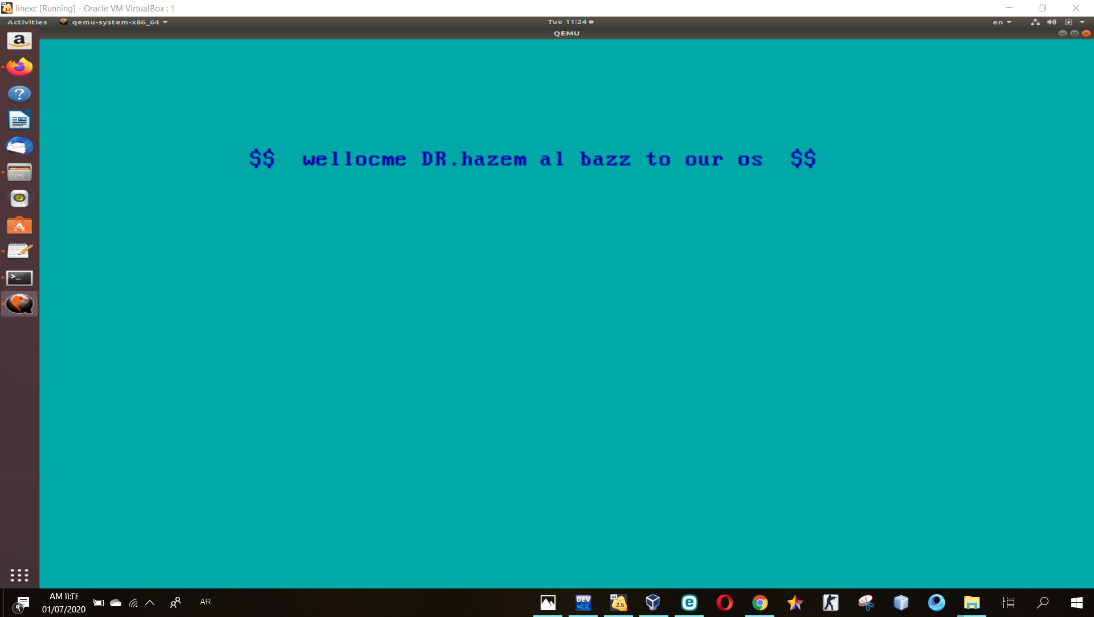 linexc [Running] - Oracle VM VirtualBox : 1
Activities qemu-system-x86_64 Tue 11:24 en
QEMU
$$ wellocme DR.hazem al bazz to our os $$
AR
01/07/2020